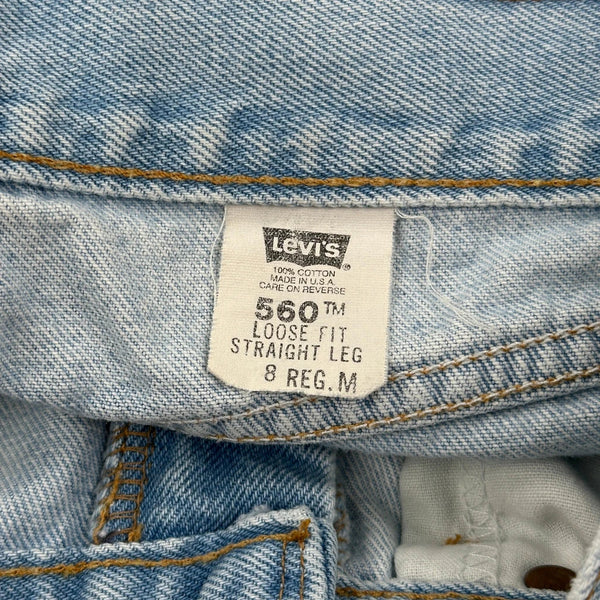 Levi's ®
100% COTTON
MADE IN U.S.A.
CARE ON REVERSE
560™
LOOSE FIT
STRAIGHT LEG
8 REG. M